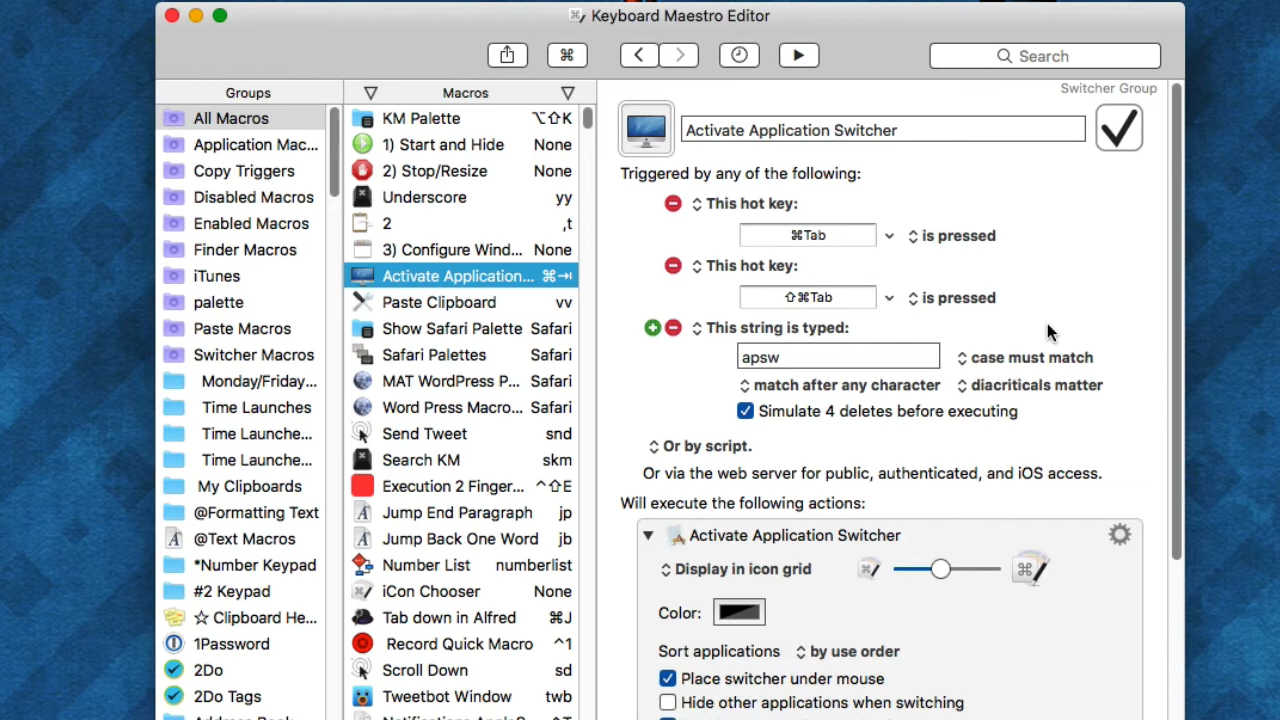 Keyboard Maestro Editor
Search
Groups
All Macros
Application Mac...
Copy Triggers
Disabled Macros
Enabled Macros
Finder Macros
iTunes
palette
Paste Macros
Switcher Macros
Monday/Friday...
Time Launches
Time Launche...
Time Launche...
My Clipboards
@Formatting Text
@Text Macros
*Number Keypad
#2 Keypad
☆ Clipboard He...
1Password
2Do
2Do Tags
Macros
KM Palette ⌥⇧K
1) Start and Hide None
2) Stop/Resize None
Underscore yy
2 ,t
3) Configure Wind... None
Activate Application... ⌘⇥
Paste Clipboard vv
Show Safari Palette Safari
Safari Palettes Safari
MAT WordPress P... Safari
Word Press Macro... Safari
Send Tweet snd
Search KM skm
Execution 2 Finger... ^⇧E
Jump End Paragraph jp
Jump Back One Word jb
Number List numberlist
iCon Chooser None
Tab down in Alfred ⌘J
Record Quick Macro ^1
Scroll Down sd
Tweetbot Window twb
Switcher Group
Activate Application Switcher
Triggered by any of the following:
This hot key:
⌘Tab is pressed
This hot key:
⇧⌘Tab is pressed
This string is typed:
apsw case must match
match after any character diacriticals matter
Simulate 4 deletes before executing
Or by script.
Or via the web server for public, authenticated, and iOS access.
Will execute the following actions:
Activate Application Switcher
Display in icon grid
Color:
Sort applications by use order
Place switcher under mouse
Hide other applications when switching